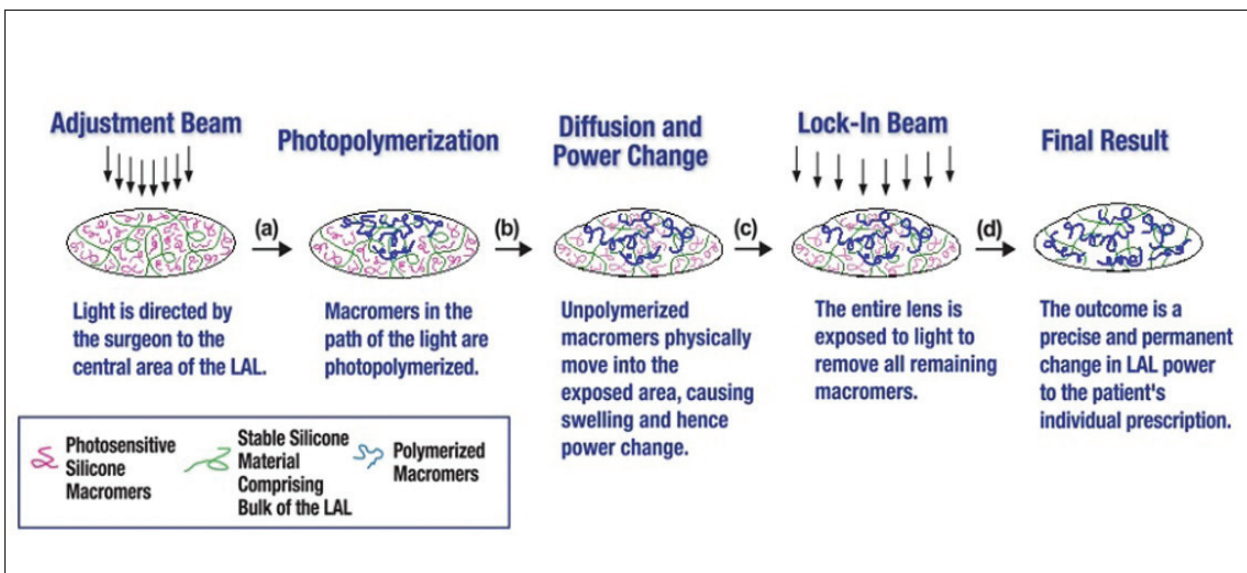 Adjustment Beam
Light is directed by
the surgeon to the
central area of the LAL.
(a)
Photopolymerization
Macromers in the
path of the light are
photopolymerized.
(b)
Diffusion and
Power Change
Unpolymerized
macromers physically
move into the
exposed area, causing
swelling and hence
power change.
(c)
Lock-In Beam
The entire lens is
exposed to light to
remove all remaining
macromers.
(d)
Final Result
The outcome is a
precise and permanent
change in LAL power
to the patient's
individual prescription.
Photosensitive
Silicone
Macromers
Stable Silicone
Material
Comprising
Bulk of the LAL
Polymerized
Macromers